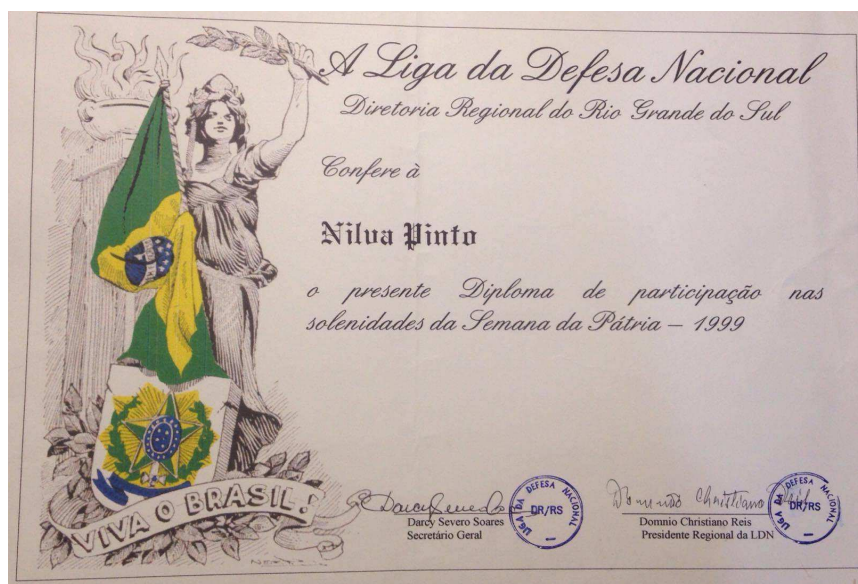 A Liga da Defesa Nacional
Diretoria Regional do Rio Grande do Sul
Confere à
Nilva Pinto
o presente Diploma de participação nas
solenidades da Semana da Pátria – 1999
VIVA O BRASIL!
Darcy Severo Soares
Secretário Geral
LIGA DA DEFESA NACIONAL
DR/RS
Domnio Christiano Reis
Presidente Regional da LDN
LIGA DA DEFESA NACIONAL
DR/RS